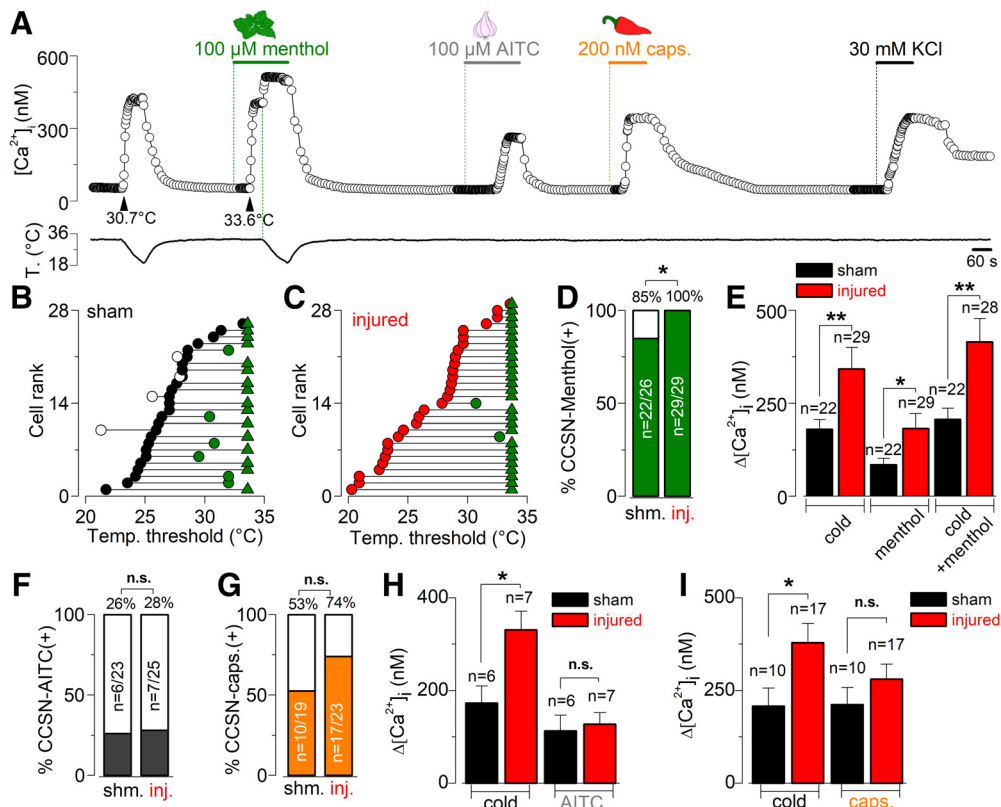 A
100 µM menthol
100 µM AITC
200 nM caps.
30 mM KCl
[Ca2+]i (nM)
600
300
0
30.7°C
33.6°C
T. (°C)
36
18
60 s
B
sham
Cell rank
28
14
0
20 25 30 35
Temp. threshold (°C)
C
injured
Cell rank
28
14
0
20 25 30 35
Temp. threshold (°C)
D
*
85% 100%
% CCSN-Menthol(+)
100
50
0
n=22/26
n=29/29
shm. inj.
E
sham
injured
Δ[Ca2+]i (nM)
500
250
0
**
n=22
n=29
*
n=22
n=29
**
n=22
n=28
cold
menthol
cold
+menthol
F
n.s.
26% 28%
% CCSN-AITC(+)
100
50
0
n=6/23
n=7/25
shm. inj.
G
n.s.
53% 74%
% CCSN-caps.(+)
100
50
0
n=10/19
n=17/23
shm. inj.
H
sham
injured
Δ[Ca2+]i (nM)
400
200
0
*
n=6
n=7
n.s.
n=6
n=7
cold
AITC
I
sham
injured
Δ[Ca2+]i (nM)
500
250
0
*
n=10
n=17
n.s.
n=10
n=17
cold
caps.